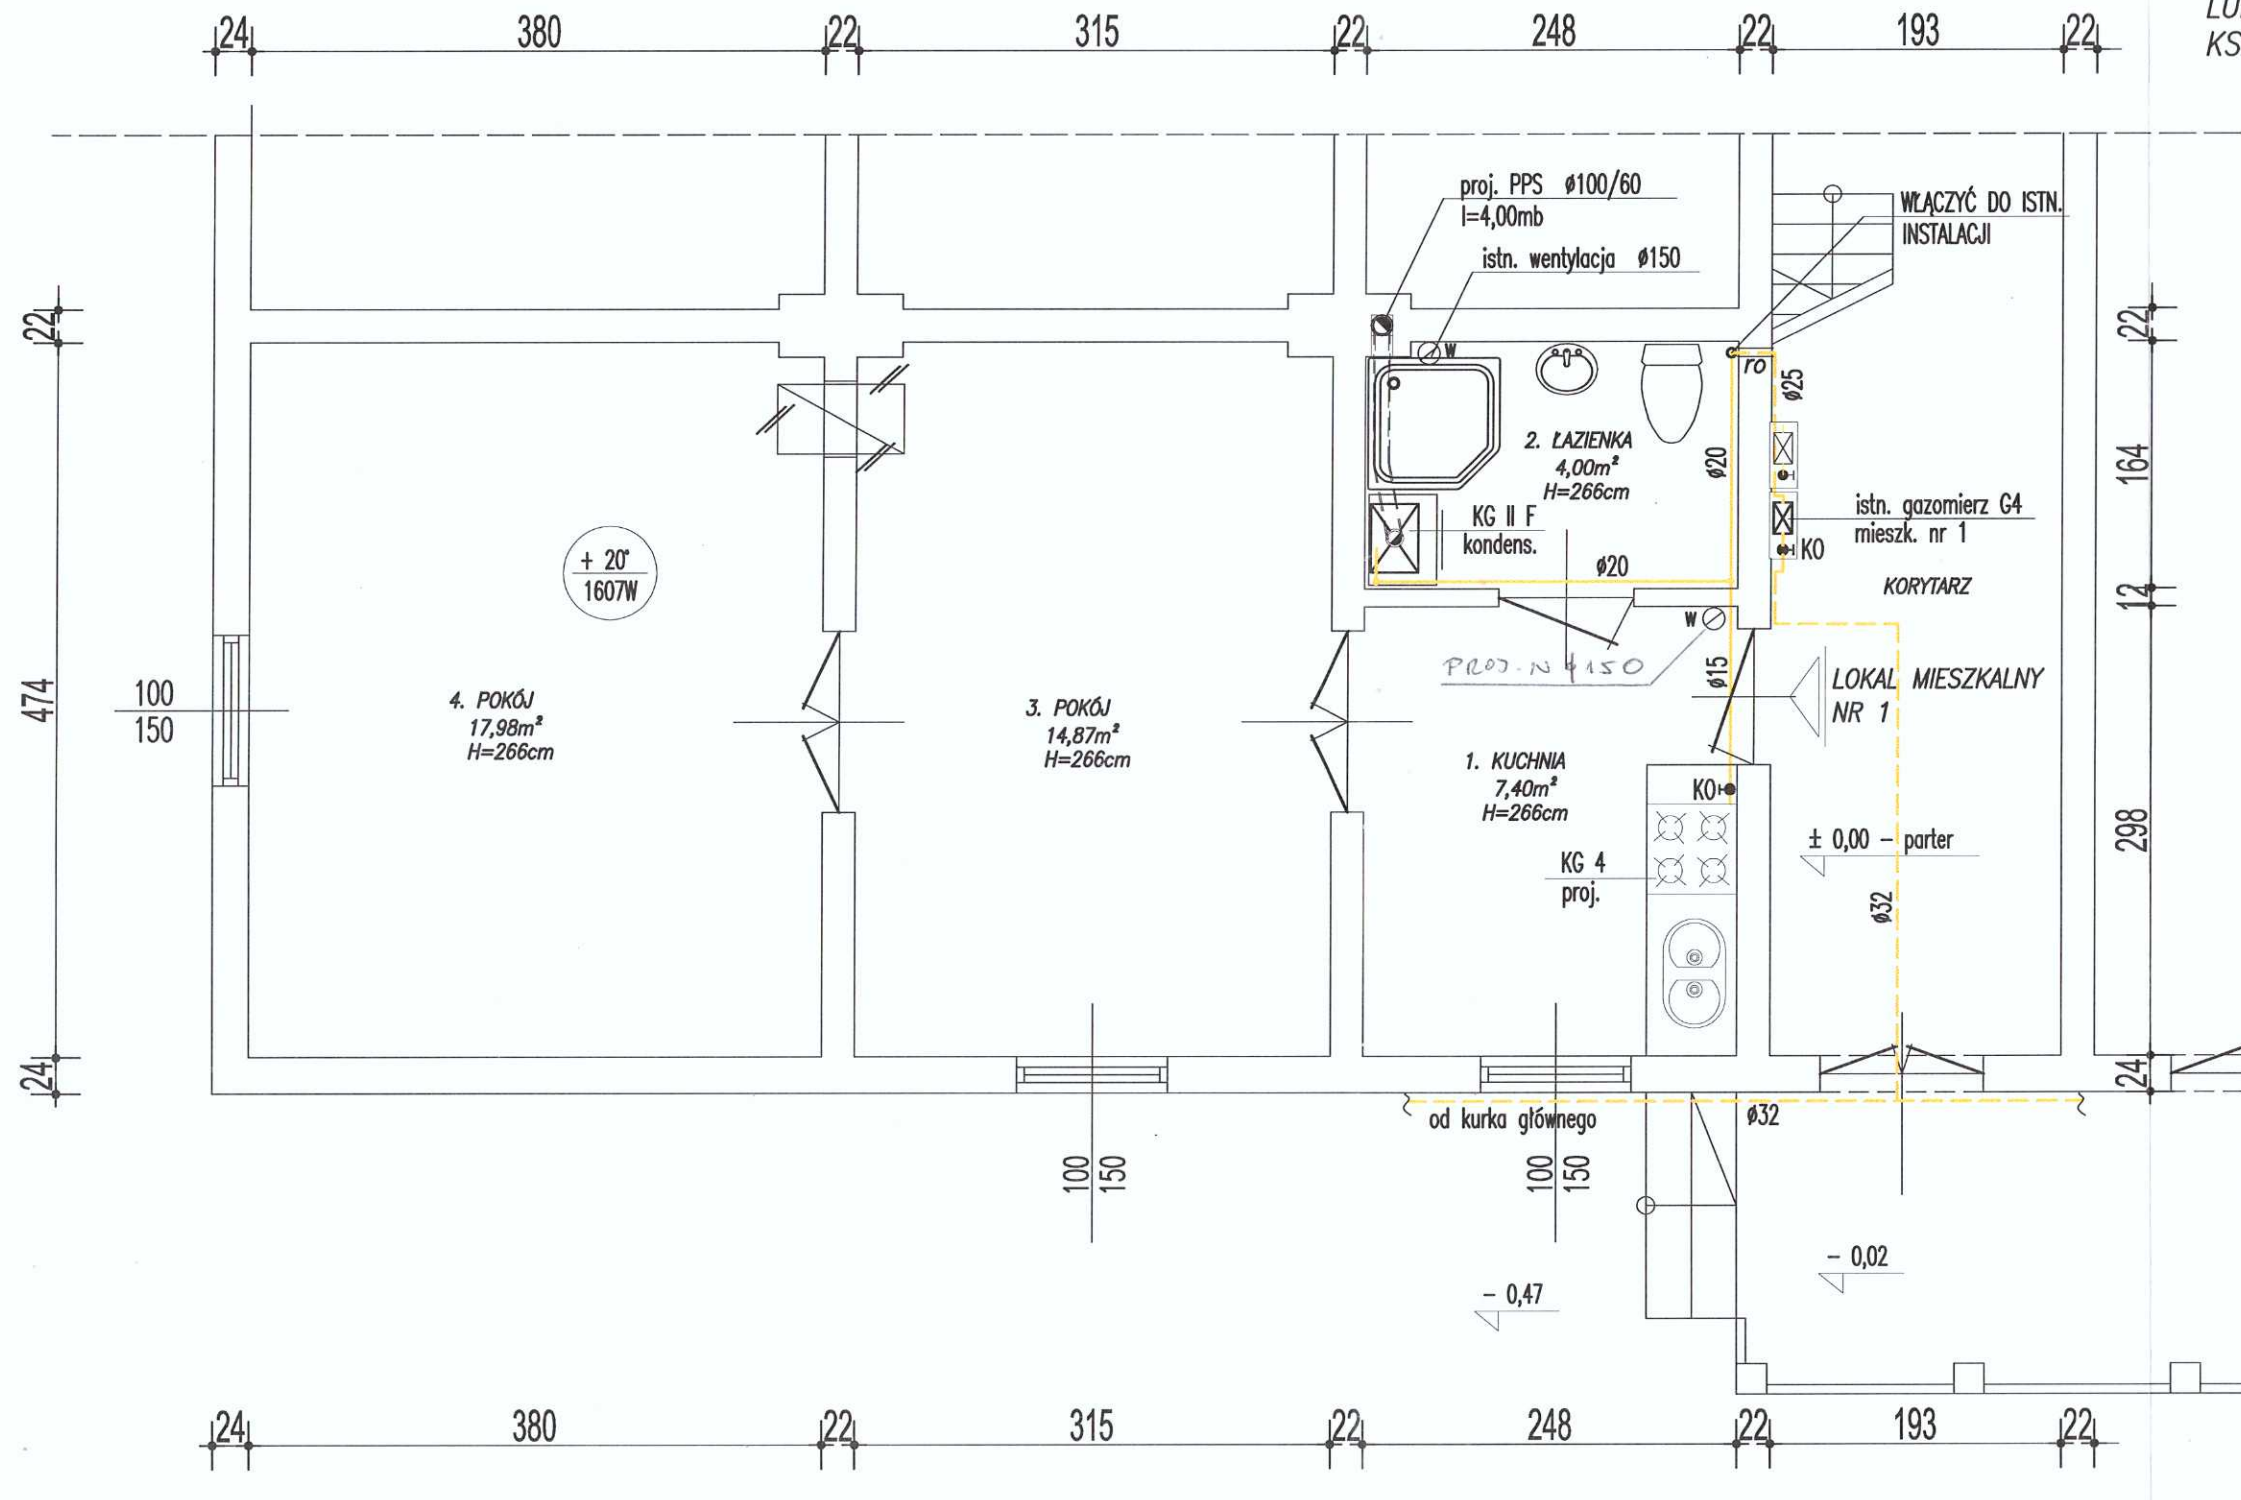 24 380 22 315 22 248 22 193 22
KS
proj. PPS ø100/60
l=4,00mb
istn. wentylacja ø150
WŁĄCZYĆ DO ISTN.
INSTALACJI
22
22
W
ro
ø25
2. ŁAZIENKA
4,00m²
H=266cm
ø20
164
KG II F
kondens.
istn. gazomierz G4
mieszk. nr 1
KO
+ 20°
1607W
ø20
KORYTARZ
12
W
PROJ. N ϕ150
ø15
LOKAL MIESZKALNY
NR 1
474
100
150
4. POKÓJ
17,98m²
H=266cm
3. POKÓJ
14,87m²
H=266cm
1. KUCHNIA
7,40m²
H=266cm
KO
298
± 0,00 - parter
KG 4
proj.
ø32
24
24
od kurka głównego
ø32
100
150
100
150
- 0,02
- 0,47
24 380 22 315 22 248 22 193 22